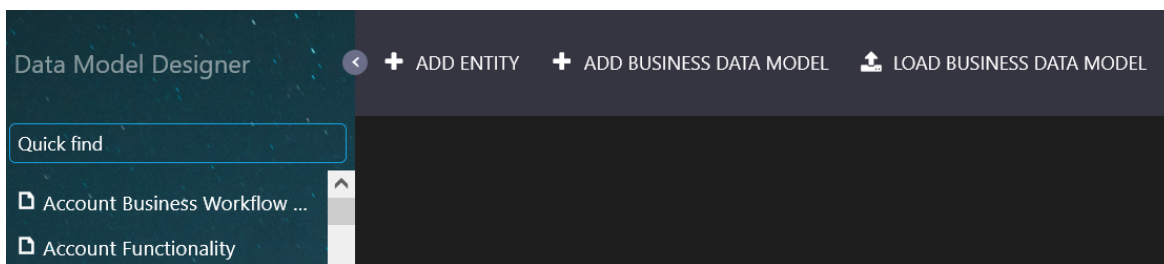 Data Model Designer
ADD ENTITY
ADD BUSINESS DATA MODEL
LOAD BUSINESS DATA MODEL
Quick find
Account Business Workflow ...
Account Functionality